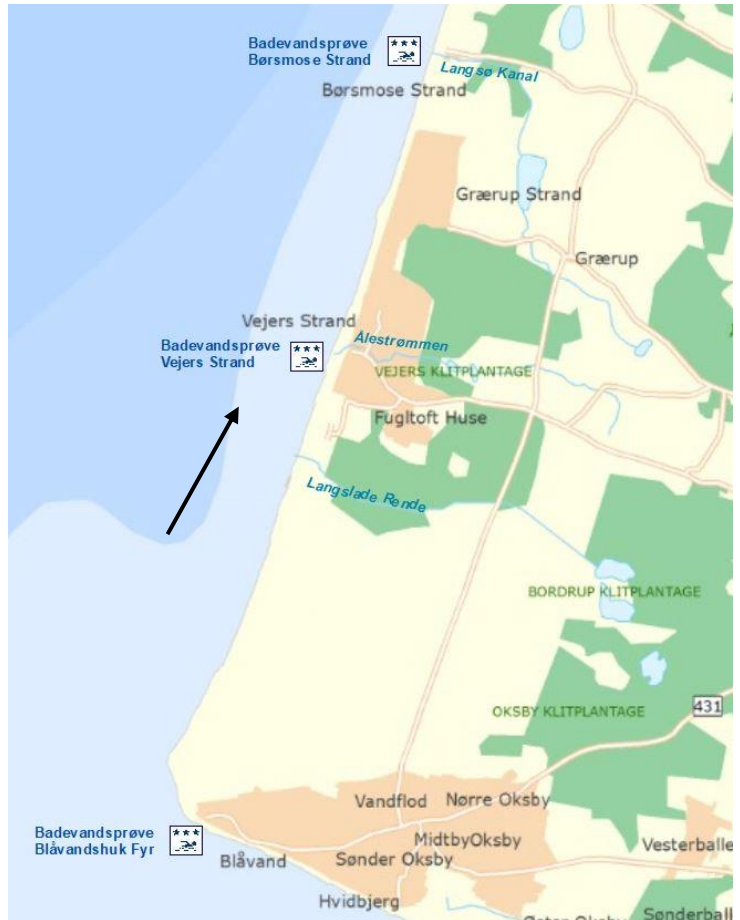 Badevandsprøve
Børsmose Strand
Langsø Kanal
Børsmose Strand
Grærup Strand
Grærup
Vejers Strand
Badevandsprøve
Vejers Strand
Ålestrømmen
VEJERS KLITPLANTAGE
Fugltoft Huse
Langslade Rende
BORDRUP KLITPLANTAGE
OKSBY KLITPLANTAGE
431
Vandflod
Nørre Oksby
Badevandsprøve
Blåvandshuk Fyr
MidtbyOksby
Vesterballe
Blåvand
Sønder Oksby
Hvidbjerg
Sønderball